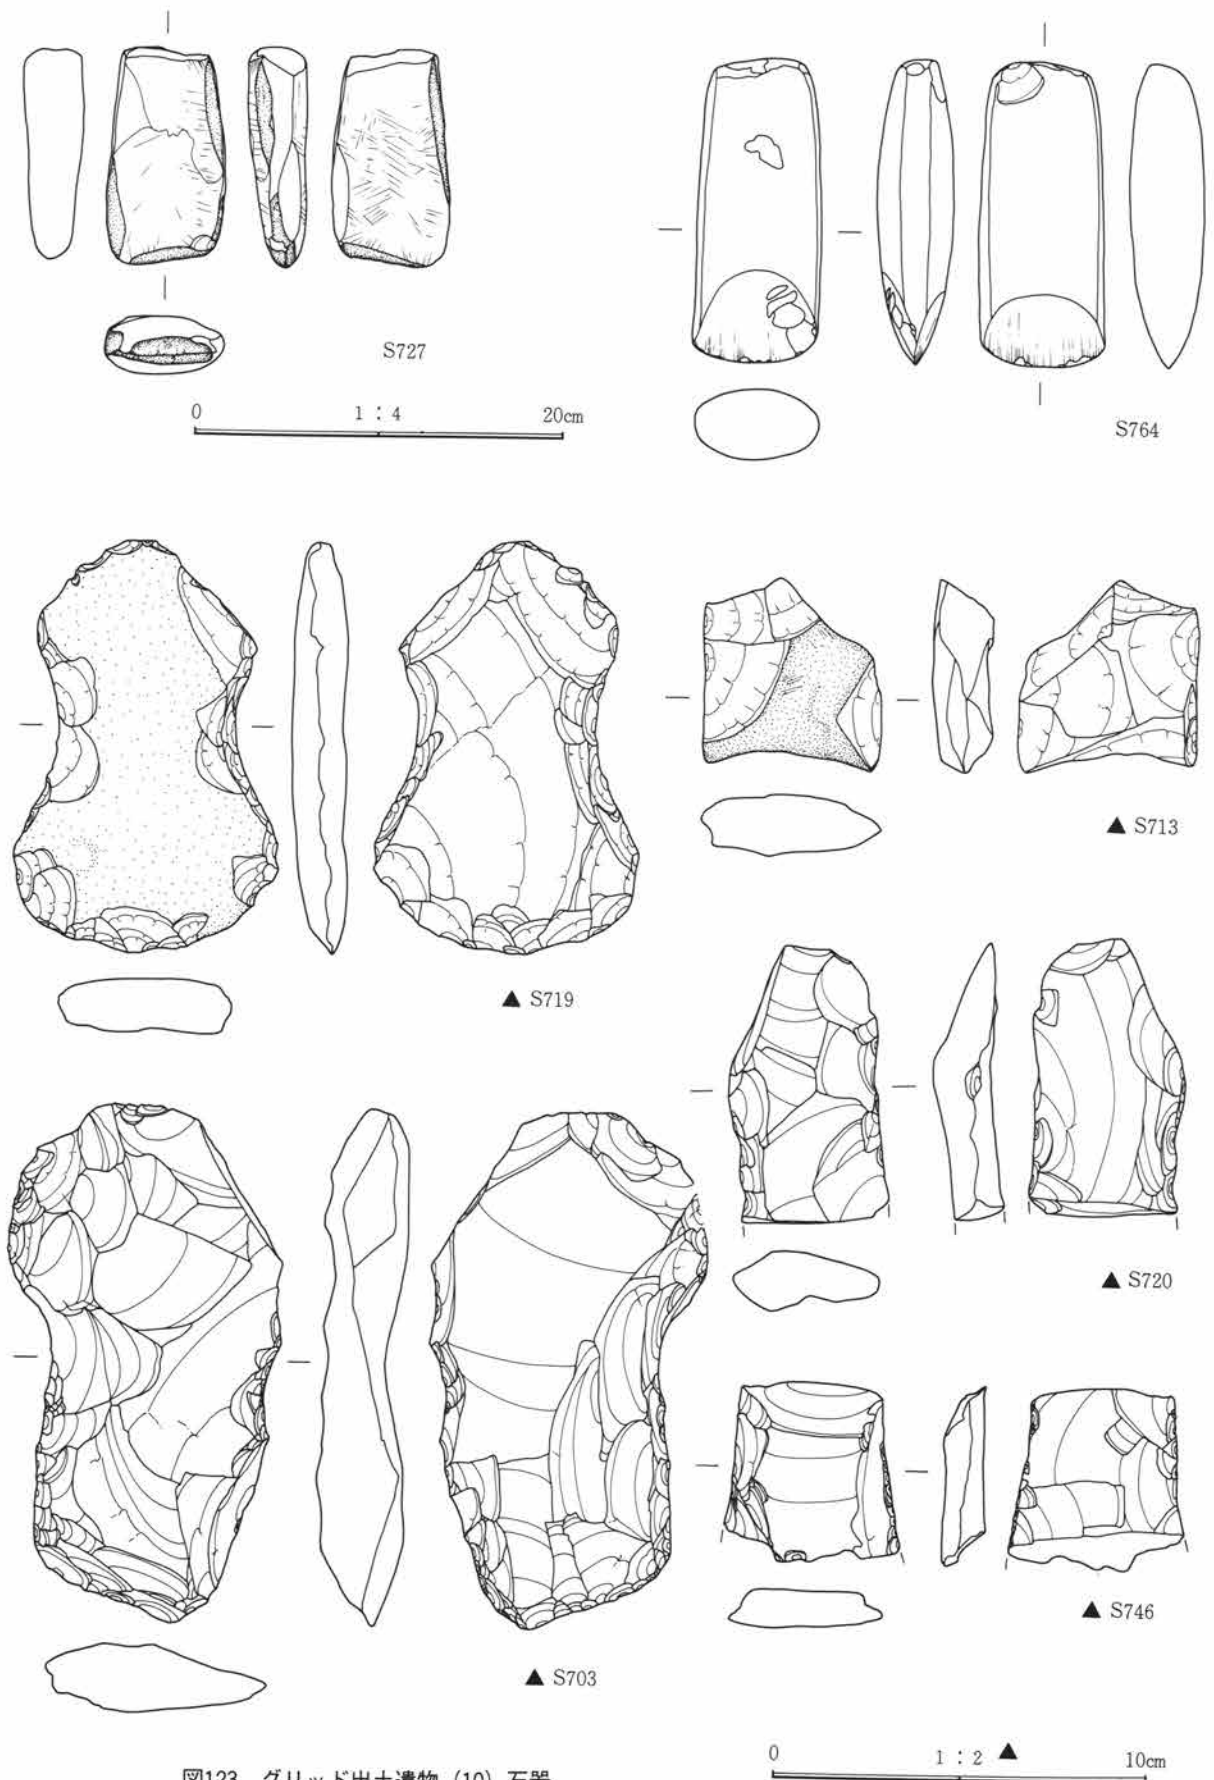 S727
0 1 : 4 20cm
S764
▲ S713
▲ S719
▲ S720
▲ S746
▲ S703
0 1 : 2 ▲ 10cm
図123 グリッド出土遺物 (10) 石器